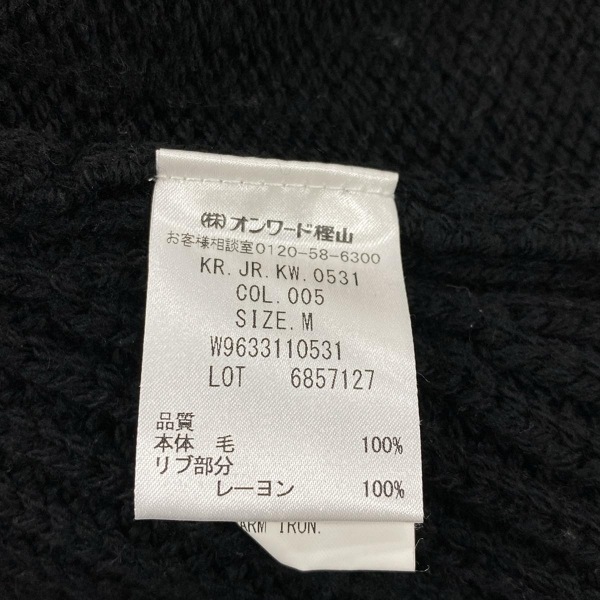 (株)オンワード樫山
お客様相談室0120-58-6300
KR.JR.KW.0531
COL.005
SIZE.M
W9633110531
LOT 6857127
品質
本体 毛 100%
リブ部分
レーヨン 100%
ARM IRON.